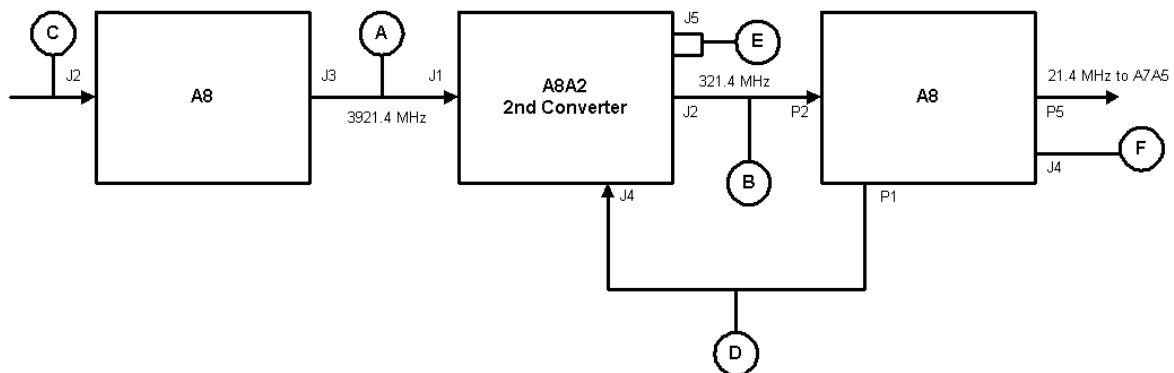 C
A
J5
E
J2
A8
J3
J1
A8A2
2nd Converter
321.4 MHz
A8
21.4 MHz to A7A5
3921.4 MHz
J2
P2
P5
B
J4
F
J4
P1
D